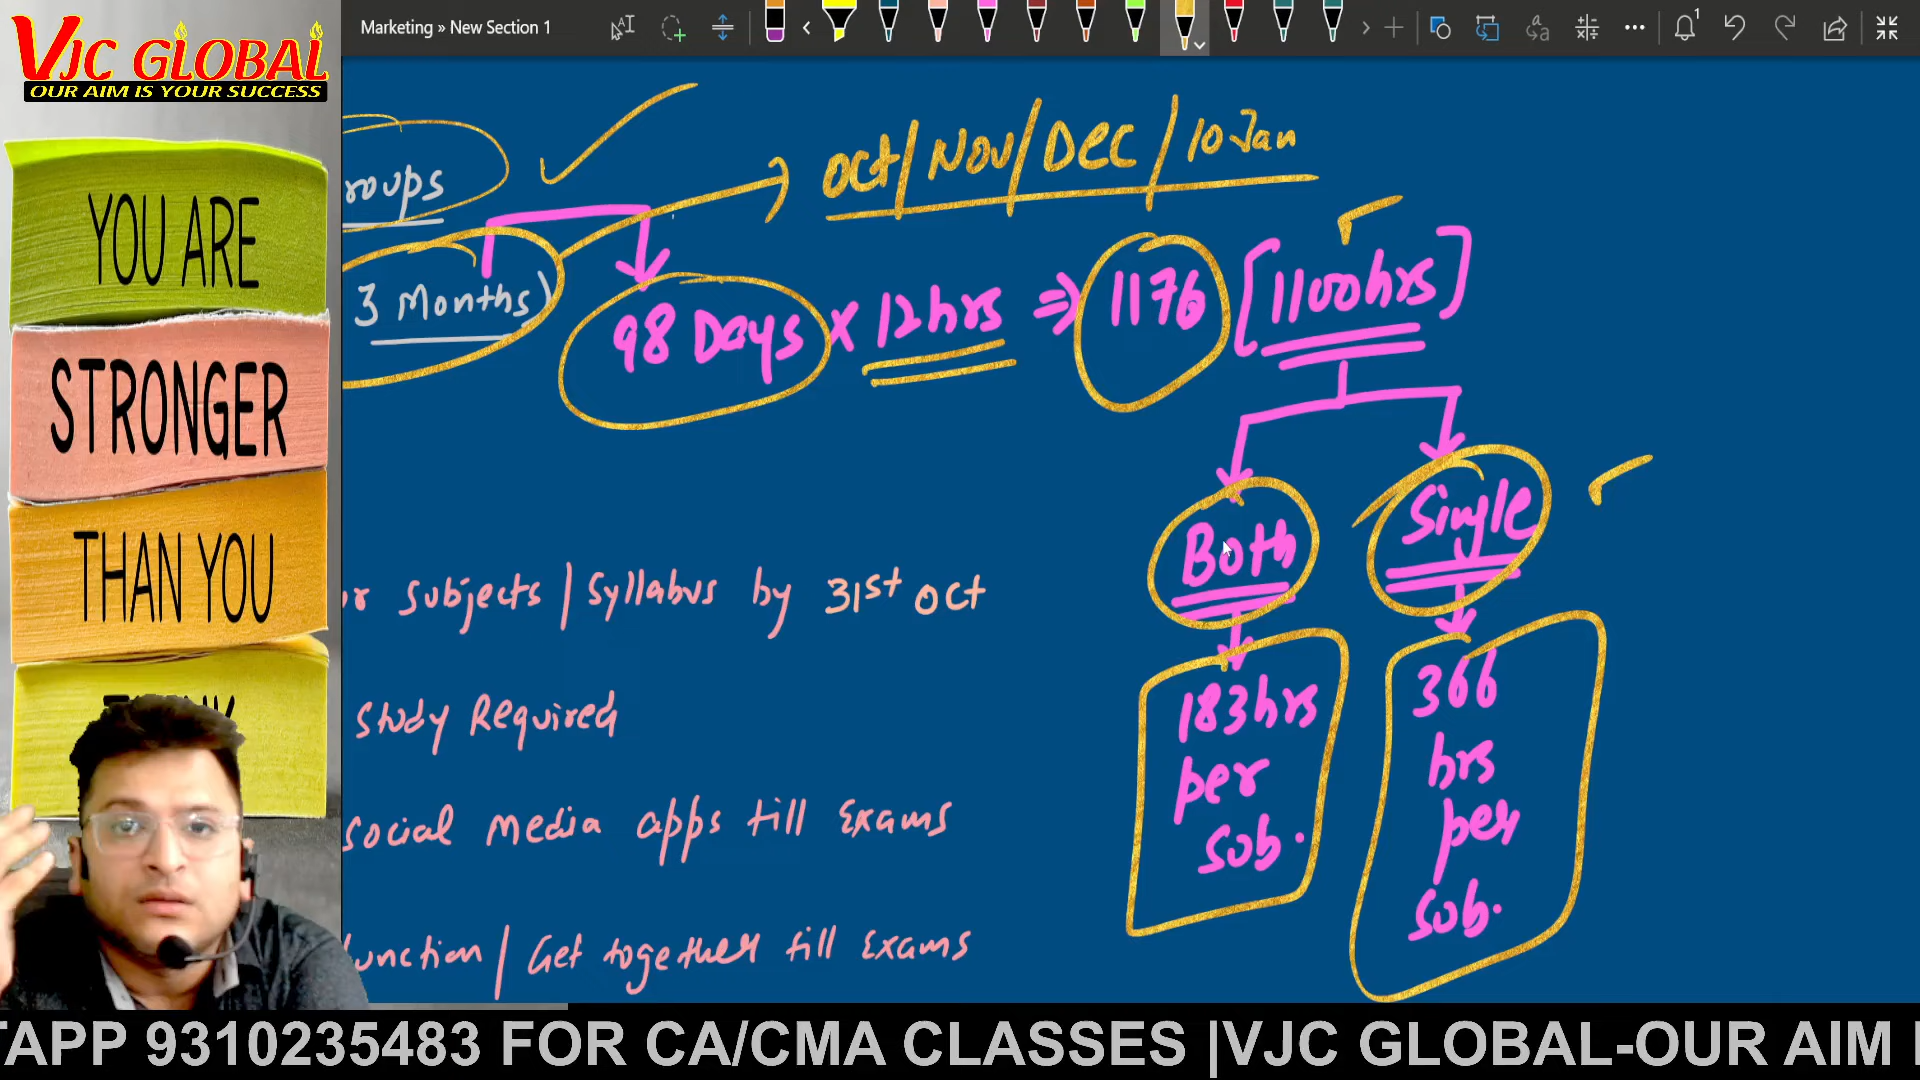 VJC GLOBAL
OUR AIM IS YOUR SUCCESS
Marketing » New Section 1
YOU ARE
STRONGER
THAN YOU
roups
Oct/Nov/Dec/10 Jan
3 Months)
98 Days x 12hrs ⇒ 1176 [1100hrs]
Both
Single
183hrs
per
sub.
366
hrs
per
sub.
or subjects/syllabus by 31st oct
study Required
social media apps till Exams
unction/Get together till Exams
TAPP 9310235483 FOR CA/CMA CLASSES |VJC GLOBAL-OUR AIM I